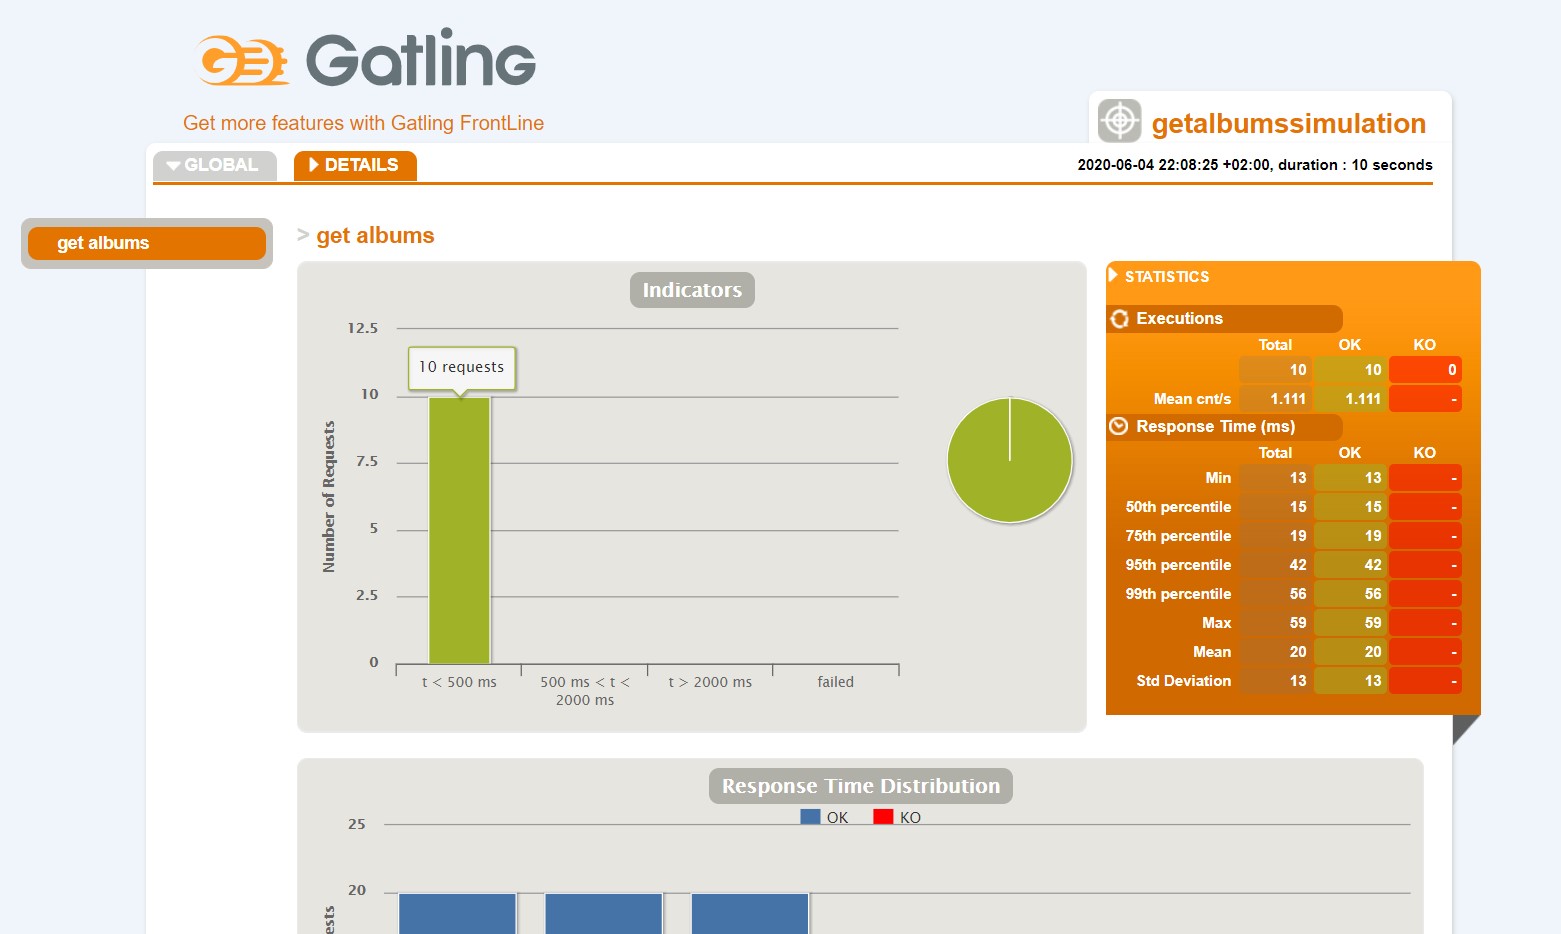 Gatling
Get more features with Gatling FrontLine
getalbumssimulation
GLOBAL
DETAILS
2020-06-04 22:08:25 +02:00, duration : 10 seconds
get albums
> get albums
Indicators
12.5
10
7.5
5
2.5
0
Number of Requests
10 requests
t < 500 ms
500 ms < t <
2000 ms
t > 2000 ms
failed
STATISTICS
Executions
Total OK KO
10 10 0
Mean cnt/s 1.111 1.111 -
Response Time (ms)
Total OK KO
Min 13 13 -
50th percentile 15 15 -
75th percentile 19 19 -
95th percentile 42 42 -
99th percentile 56 56 -
Max 59 59 -
Mean 20 20 -
Std Deviation 13 13 -
Response Time Distribution
OK KO
25
20